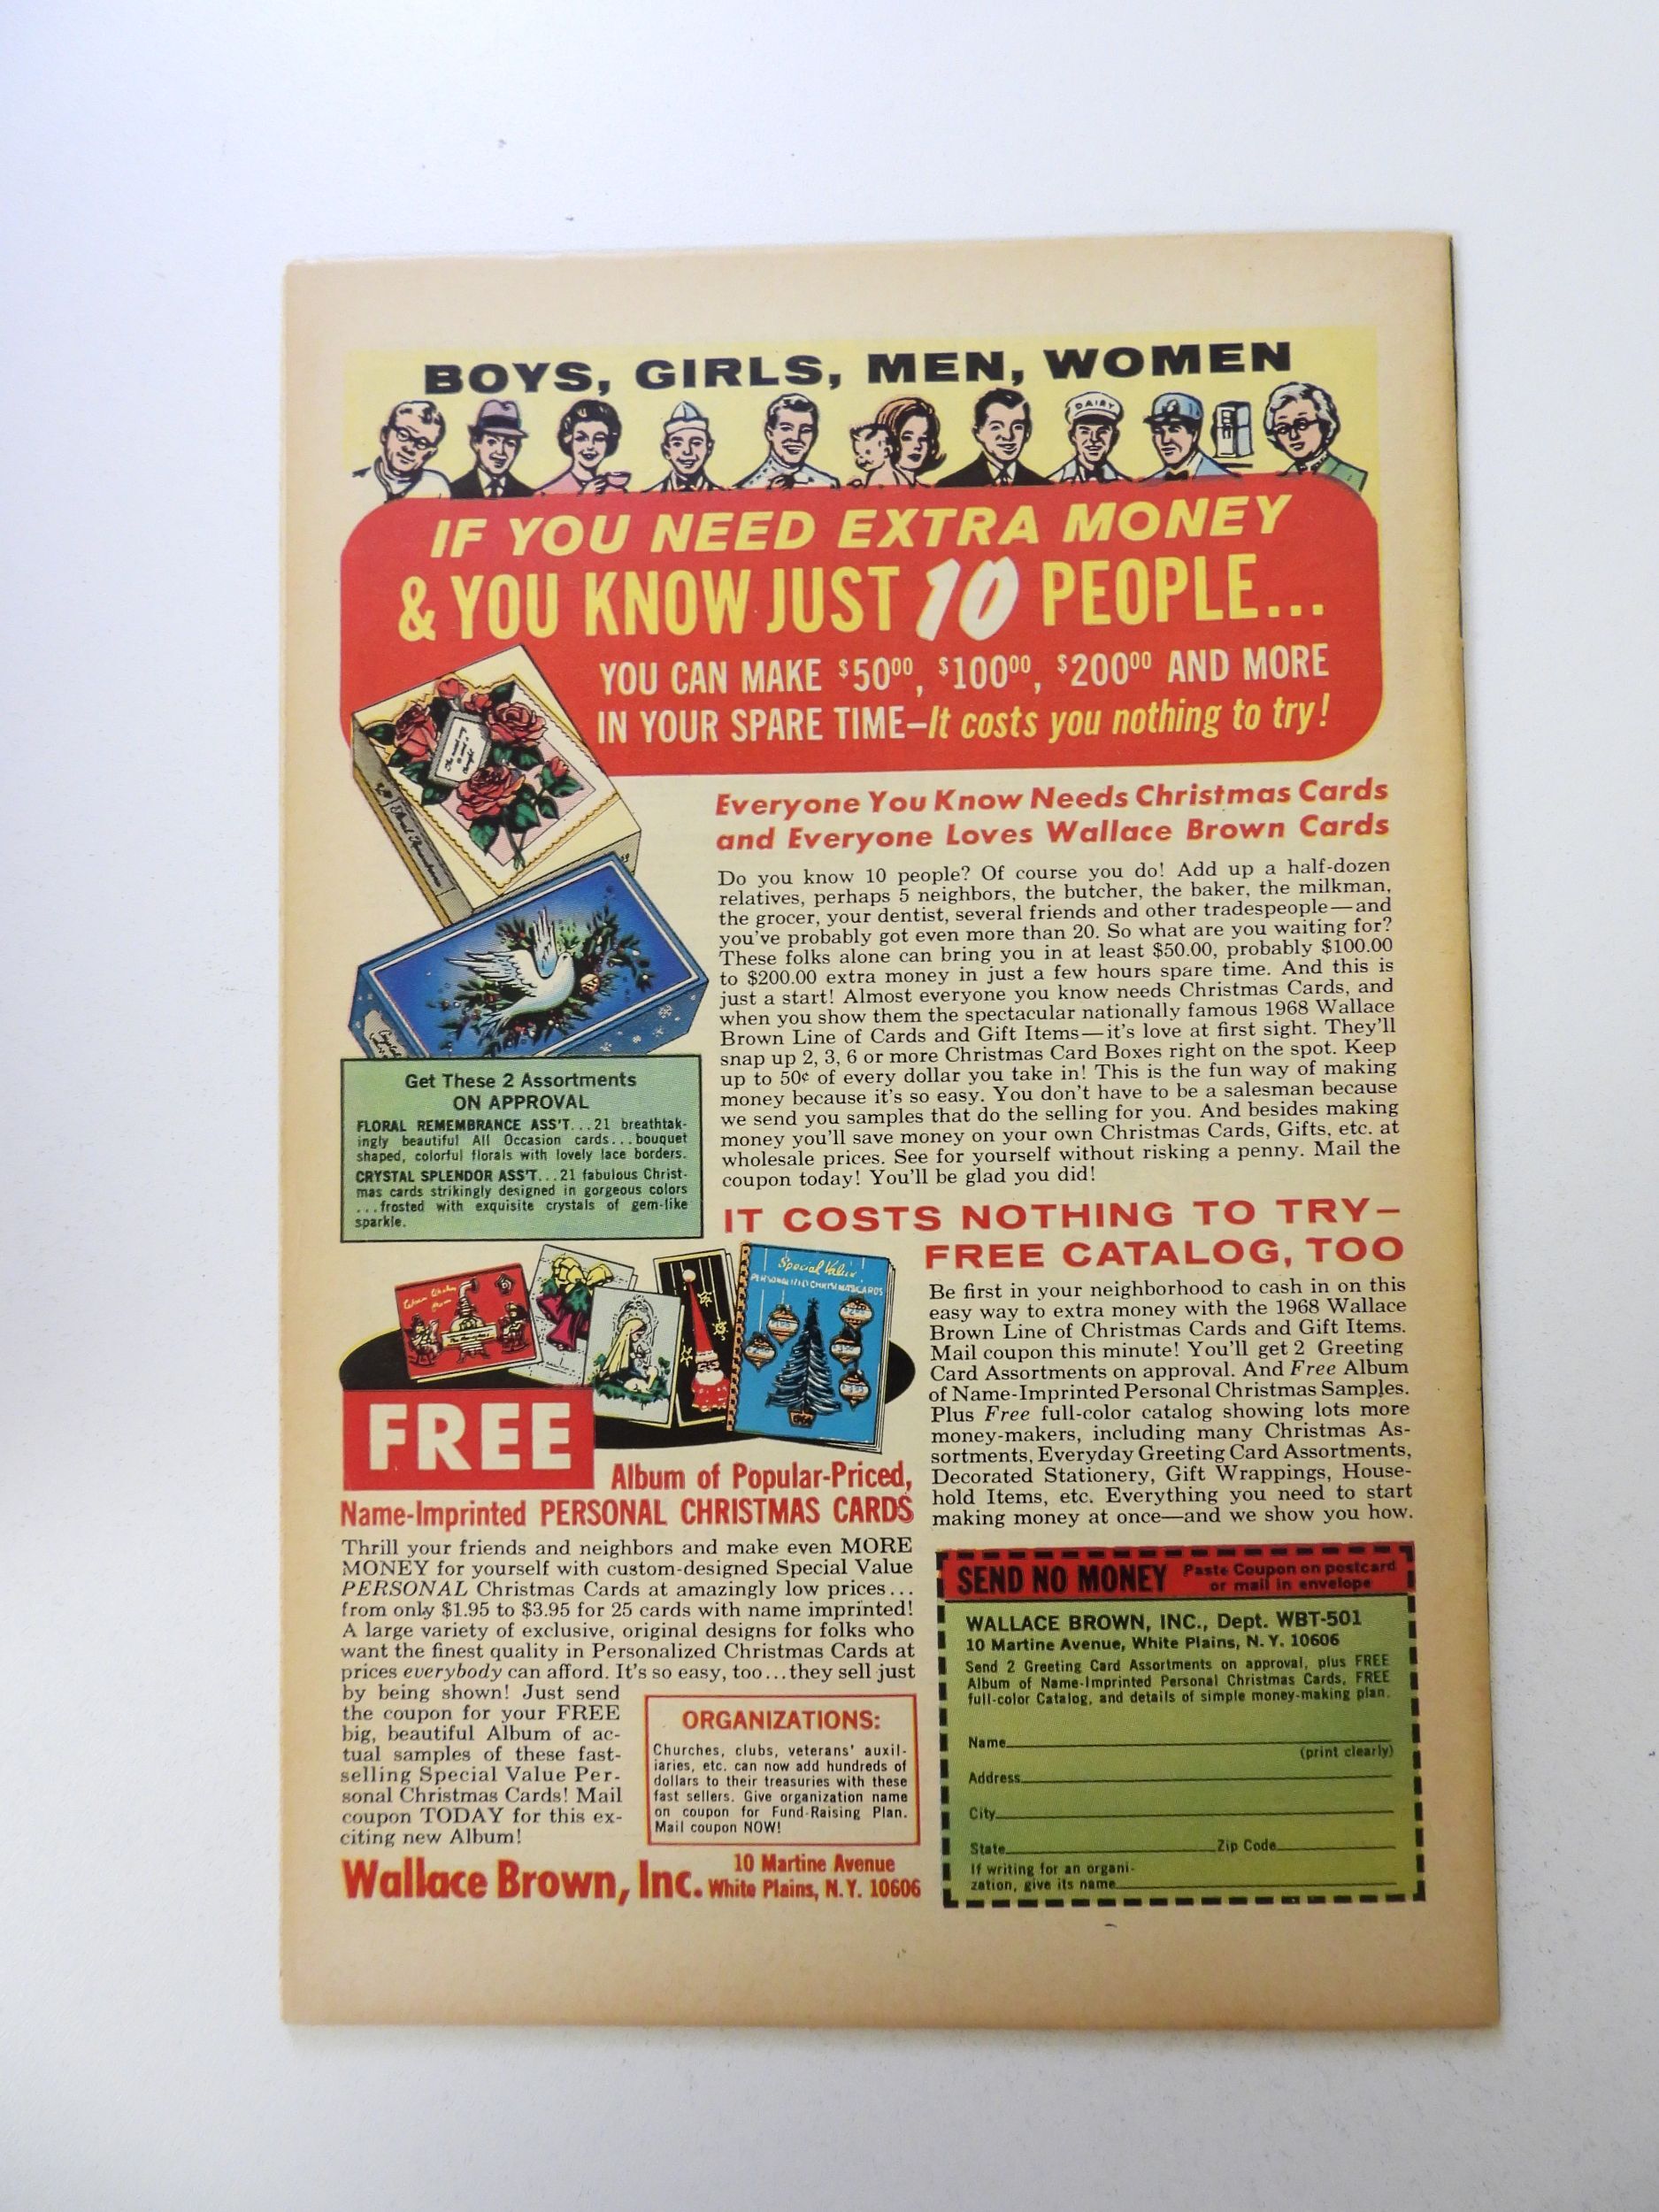 BOYS, GIRLS, MEN, WOMEN
DAIRY
IF YOU NEED EXTRA MONEY
& YOU KNOW JUST 10 PEOPLE...
YOU CAN MAKE $50⁰⁰, $100⁰⁰, $200⁰⁰ AND MORE
IN YOUR SPARE TIME—It costs you nothing to try!
Everyone You Know Needs Christmas Cards
and Everyone Loves Wallace Brown Cards
Do you know 10 people? Of course you do! Add up a half-dozen
relatives, perhaps 5 neighbors, the butcher, the baker, the milkman,
the grocer, your dentist, several friends and other tradespeople—and
you've probably got even more than 20. So what are you waiting for?
These folks alone can bring you in at least $50.00, probably $100.00
to $200.00 extra money in just a few hours spare time. And this is
just a start! Almost everyone you know needs Christmas Cards, and
when you show them the spectacular nationally famous 1968 Wallace
Brown Line of Cards and Gift Items—it's love at first sight. They'll
snap up 2, 3, 6 or more Christmas Card Boxes right on the spot. Keep
up to 50¢ of every dollar you take in! This is the fun way of making
money because it's so easy. You don't have to be a salesman because
we send you samples that do the selling for you. And besides making
money you'll save money on your own Christmas Cards, Gifts, etc. at
wholesale prices. See for yourself without risking a penny. Mail the
coupon today! You'll be glad you did!
Get These 2 Assortments
ON APPROVAL
FLORAL REMEMBRANCE ASS'T...21 breathtak-
ingly beautiful All Occasion cards...bouquet
shaped, colorful florals with lovely lace borders.
CRYSTAL SPLENDOR ASS'T...21 fabulous Christ-
mas cards strikingly designed in gorgeous colors
...frosted with exquisite crystals of gem-like
sparkle.
IT COSTS NOTHING TO TRY—
FREE CATALOG, TOO
Be first in your neighborhood to cash in on this
easy way to extra money with the 1968 Wallace
Brown Line of Christmas Cards and Gift Items.
Mail coupon this minute! You'll get 2 Greeting
Card Assortments on approval. And Free Album
of Name-Imprinted Personal Christmas Samples.
Plus Free full-color catalog showing lots more
money-makers, including many Christmas As-
sortments, Everyday Greeting Card Assortments,
Decorated Stationery, Gift Wrappings, House-
hold Items, etc. Everything you need to start
making money at once—and we show you how.
Special Value
PERSONALIZED CHRISTMAS CARDS
FREE
Album of Popular-Priced,
Name-Imprinted PERSONAL CHRISTMAS CARDS
Thrill your friends and neighbors and make even MORE
MONEY for yourself with custom-designed Special Value
PERSONAL Christmas Cards at amazingly low prices...
from only $1.95 to $3.95 for 25 cards with name imprinted!
A large variety of exclusive, original designs for folks who
want the finest quality in Personalized Christmas Cards at
prices everybody can afford. It's so easy, too...they sell just
by being shown! Just send
the coupon for your FREE
big, beautiful Album of ac-
tual samples of these fast-
selling Special Value Per-
sonal Christmas Cards! Mail
coupon TODAY for this ex-
citing new Album!
ORGANIZATIONS:
Churches, clubs, veterans' auxil-
iaries, etc. can now add hundreds of
dollars to their treasuries with these
fast sellers. Give organization name
on coupon for Fund-Raising Plan.
Mail coupon NOW!
Wallace Brown, Inc. 10 Martine Avenue
White Plains, N.Y. 10606
SEND NO MONEY Paste Coupon on postcard
or mail in envelope
WALLACE BROWN, INC., Dept. WBT-501
10 Martine Avenue, White Plains, N.Y. 10606
Send 2 Greeting Card Assortments on approval, plus FREE
Album of Name-Imprinted Personal Christmas Cards, FREE
full-color Catalog, and details of simple money-making plan.
Name
(print clearly)
Address
City
State Zip Code
If writing for an organi-
zation, give its name